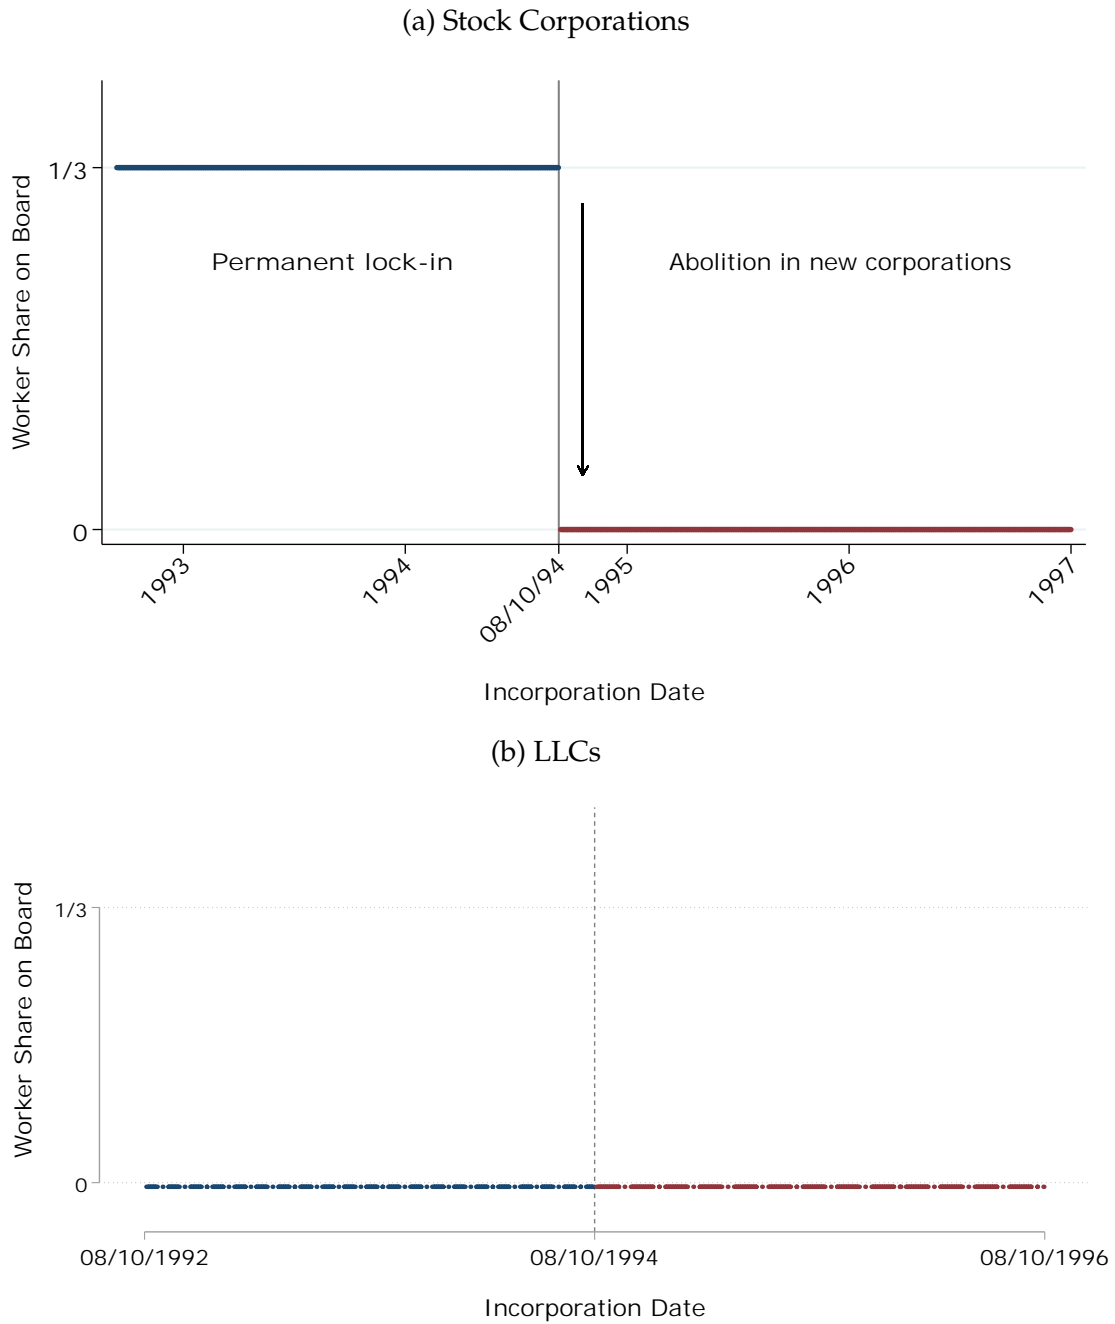 (a) Stock Corporations
Worker Share on Board
1/3
Permanent lock-in
Abolition in new corporations
0
1993
1994
08/10/94
1995
1996
1997
Incorporation Date
(b) LLCs
Worker Share on Board
1/3
0
08/10/1992
08/10/1994
08/10/1996
Incorporation Date